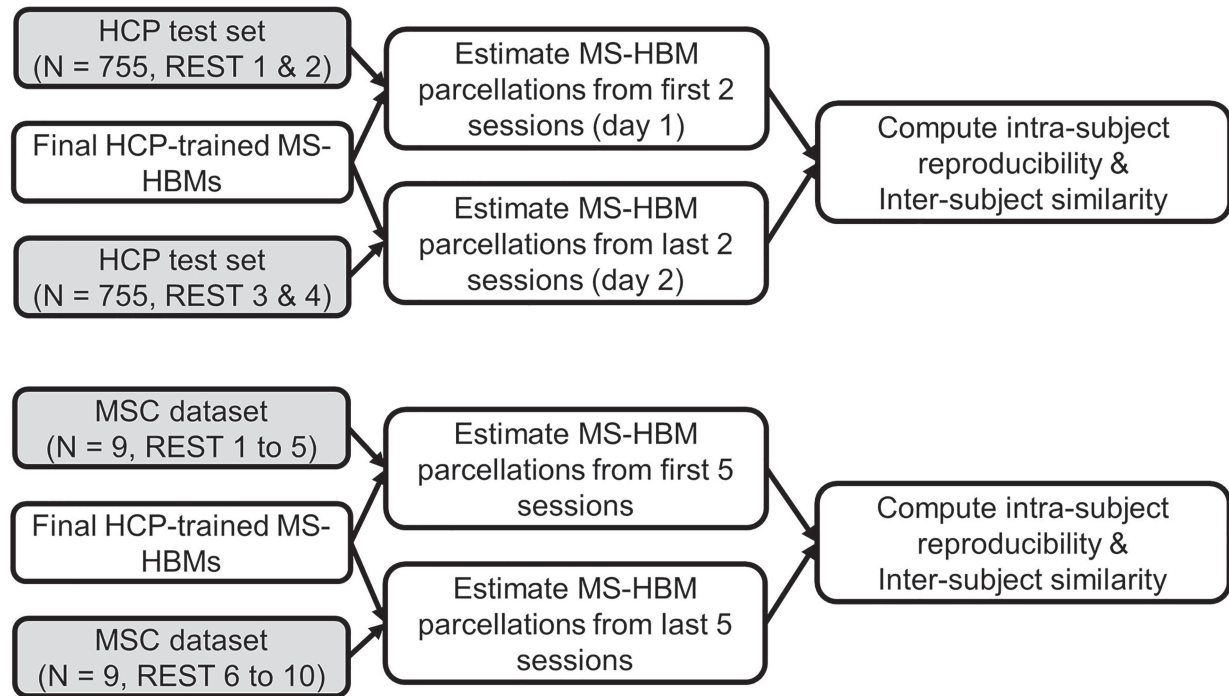 HCP test set
(N = 755, REST 1 & 2)
Final HCP-trained MS-
HBMs
HCP test set
(N = 755, REST 3 & 4)
Estimate MS-HBM
parcellations from first 2
sessions (day 1)
Estimate MS-HBM
parcellations from last 2
sessions (day 2)
Compute intra-subject
reproducibility &
Inter-subject similarity
MSC dataset
(N = 9, REST 1 to 5)
Final HCP-trained MS-
HBMs
MSC dataset
(N = 9, REST 6 to 10)
Estimate MS-HBM
parcellations from first 5
sessions
Estimate MS-HBM
parcellations from last 5
sessions
Compute intra-subject
reproducibility &
Inter-subject similarity